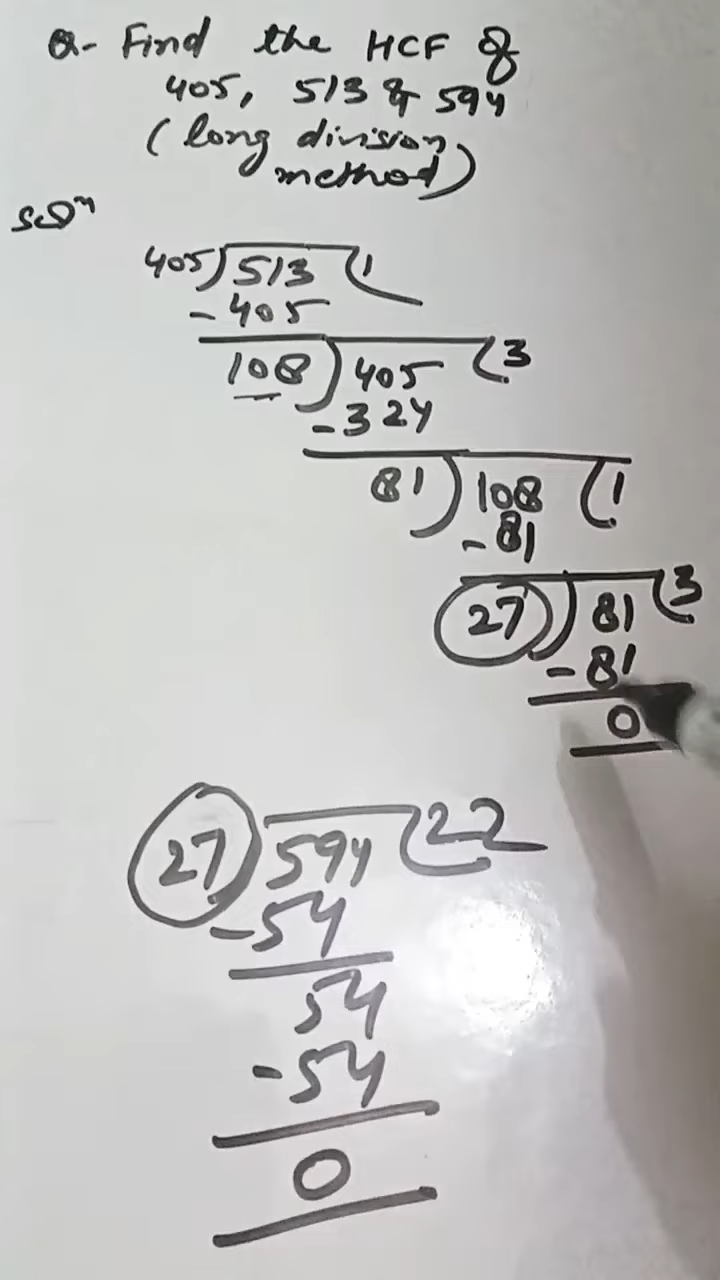 Q- Find the HCF of
405, 513 & 594
(long division
method)
Solⁿ
405) 513 (1
- 405
108) 405 (3
- 324
81) 108 (1
- 81
27) 81 (3
- 81
0
27) 594 (22
- 54
54
- 54
0